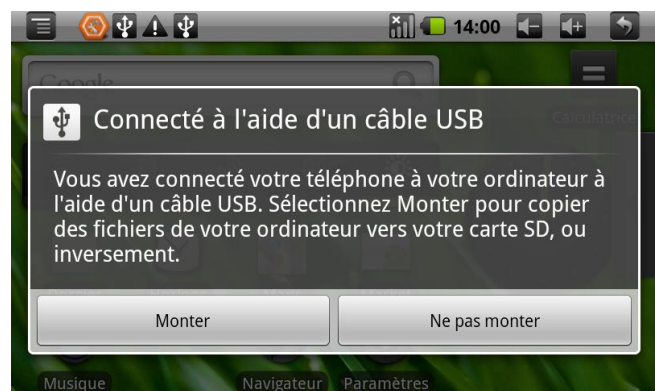 14:00
Google
Calculatrice
Connecté à l'aide d'un câble USB
Vous avez connecté votre téléphone à votre ordinateur à
l'aide d'un câble USB. Sélectionnez Monter pour copier
des fichiers de votre ordinateur vers votre carte SD, ou
inversement.
Monter
Ne pas monter
Musique
Navigateur
Paramètres